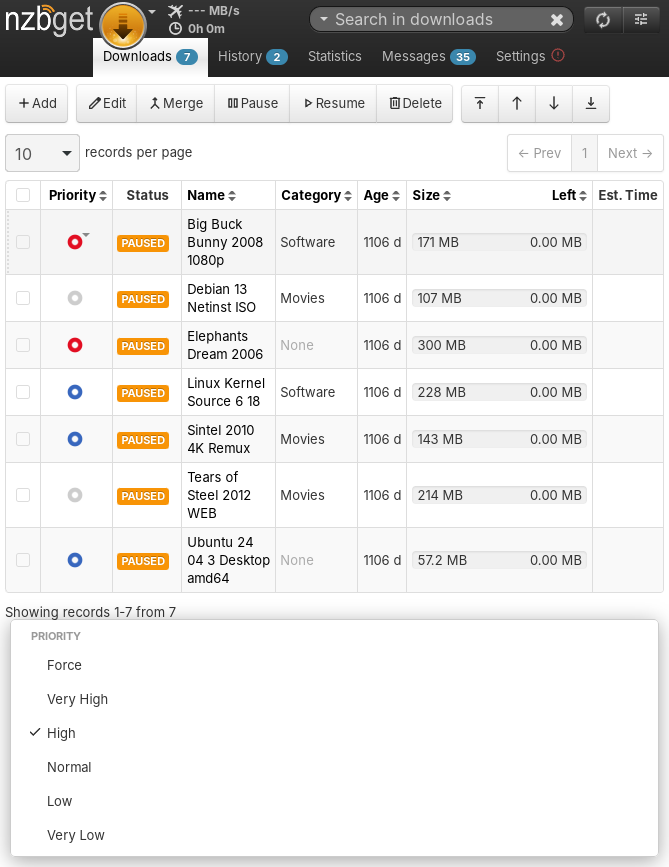 nzbget
--- MB/s
0h 0m
Search in downloads
Downloads 7 History 2 Statistics Messages 35 Settings
Add Edit Merge Pause Resume Delete
10 records per page ← Prev 1 Next →
Priority Status Name Category Age Size Left Est. Time
PAUSED Big Buck Bunny 2008 1080p Software 1106 d 171 MB 0.00 MB
PAUSED Debian 13 Netinst ISO Movies 1106 d 107 MB 0.00 MB
PAUSED Elephants Dream 2006 None 1106 d 300 MB 0.00 MB
PAUSED Linux Kernel Source 6 18 Software 1106 d 228 MB 0.00 MB
PAUSED Sintel 2010 4K Remux Movies 1106 d 143 MB 0.00 MB
PAUSED Tears of Steel 2012 WEB Movies 1106 d 214 MB 0.00 MB
PAUSED Ubuntu 24 04 3 Desktop amd64 None 1106 d 57.2 MB 0.00 MB
Showing records 1-7 from 7
PRIORITY
Force
Very High
High
Normal
Low
Very Low